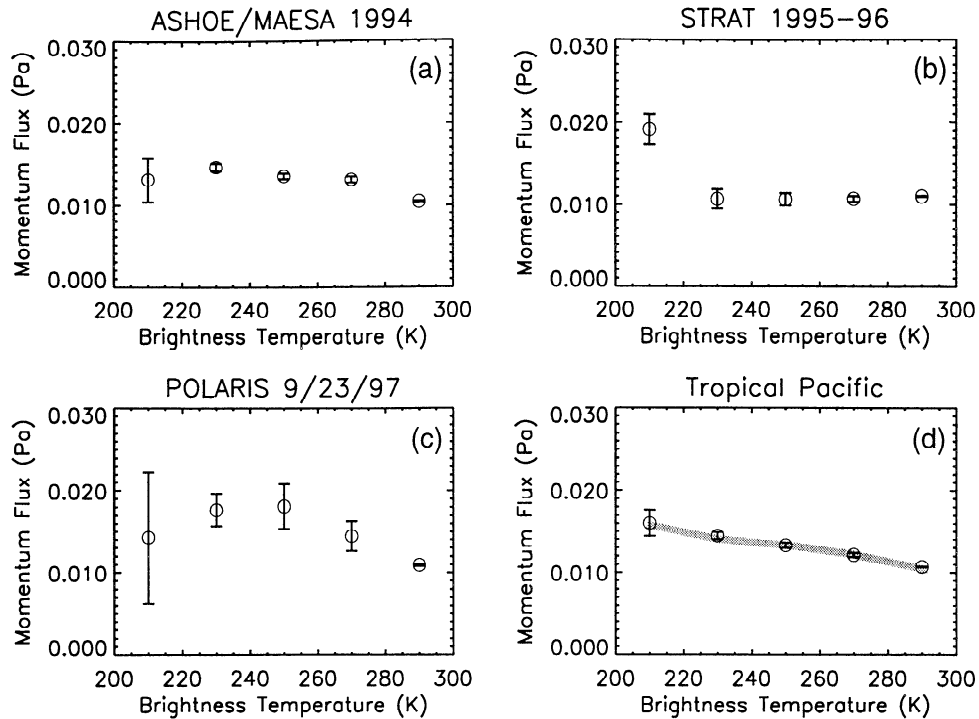 ASHOE/MAESA 1994
(a)
Momentum Flux (Pa)
0.030
0.020
0.010
0.000
200 220 240 260 280 300
Brightness Temperature (K)
STRAT 1995-96
(b)
Momentum Flux (Pa)
0.030
0.020
0.010
0.000
200 220 240 260 280 300
Brightness Temperature (K)
POLARIS 9/23/97
(c)
Momentum Flux (Pa)
0.030
0.020
0.010
0.000
200 220 240 260 280 300
Brightness Temperature (K)
Tropical Pacific
(d)
Momentum Flux (Pa)
0.030
0.020
0.010
0.000
200 220 240 260 280 300
Brightness Temperature (K)